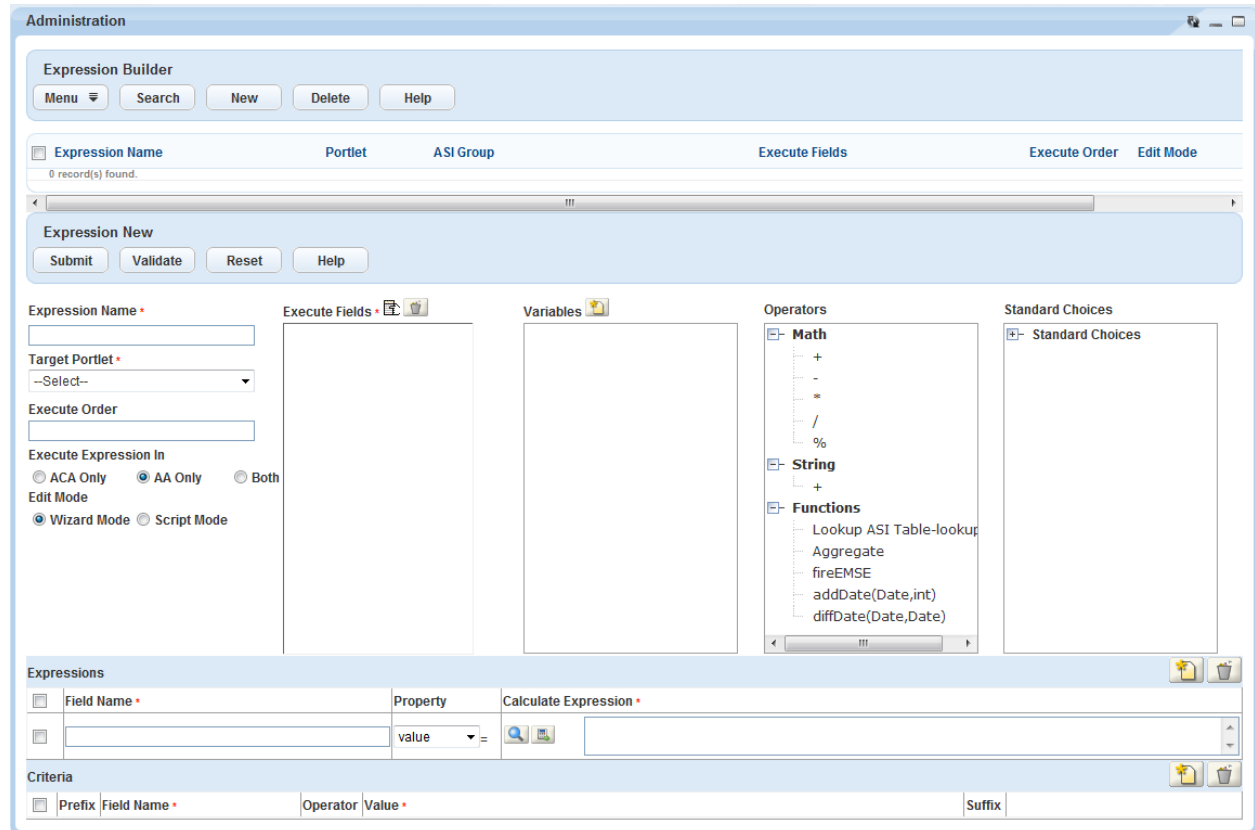 Administration
Expression Builder
Menu Search New Delete Help
Expression Name Portlet ASI Group Execute Fields Execute Order Edit Mode
0 record(s) found.
Expression New
Submit Validate Reset Help
Expression Name * Execute Fields * Variables Operators Standard Choices
Math
+
-
*
/
%
String
+
Functions
Lookup ASI Table-lookup
Aggregate
fireEMSE
addDate(Date,int)
diffDate(Date,Date)
Standard Choices
Target Portlet *
--Select--
Execute Order
Execute Expression In
ACA Only AA Only Both
Edit Mode
Wizard Mode Script Mode
Expressions
Field Name * Property Calculate Expression *
value =
Criteria
Prefix Field Name * Operator Value * Suffix